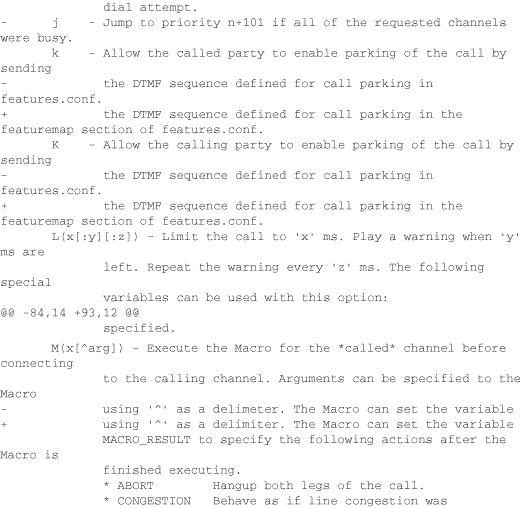 dial attempt.
-      j    - Jump to priority n+101 if all of the requested channels
were busy.
       k    - Allow the called party to enable parking of the call by
sending
-             the DTMF sequence defined for call parking in
features.conf.
+             the DTMF sequence defined for call parking in the
featuremap section of features.conf.
       K    - Allow the calling party to enable parking of the call by
sending
-             the DTMF sequence defined for call parking in
features.conf.
+             the DTMF sequence defined for call parking in the
featuremap section of features.conf.
       L(x[:y][:z]) - Limit the call to 'x' ms. Play a warning when 'y'
ms are
              left. Repeat the warning every 'z' ms. The following
special
              variables can be used with this option:
@@ -84,14 +93,12 @@
              specified.
       M(x[^arg]) - Execute the Macro for the *called* channel before
connecting
              to the calling channel. Arguments can be specified to the
Macro
-             using '^' as a delimeter. The Macro can set the variable
+             using '^' as a delimiter. The Macro can set the variable
              MACRO_RESULT to specify the following actions after the
Macro is
              finished executing.
              * ABORT        Hangup both legs of the call.
              * CONGESTION   Behave as if line congestion was